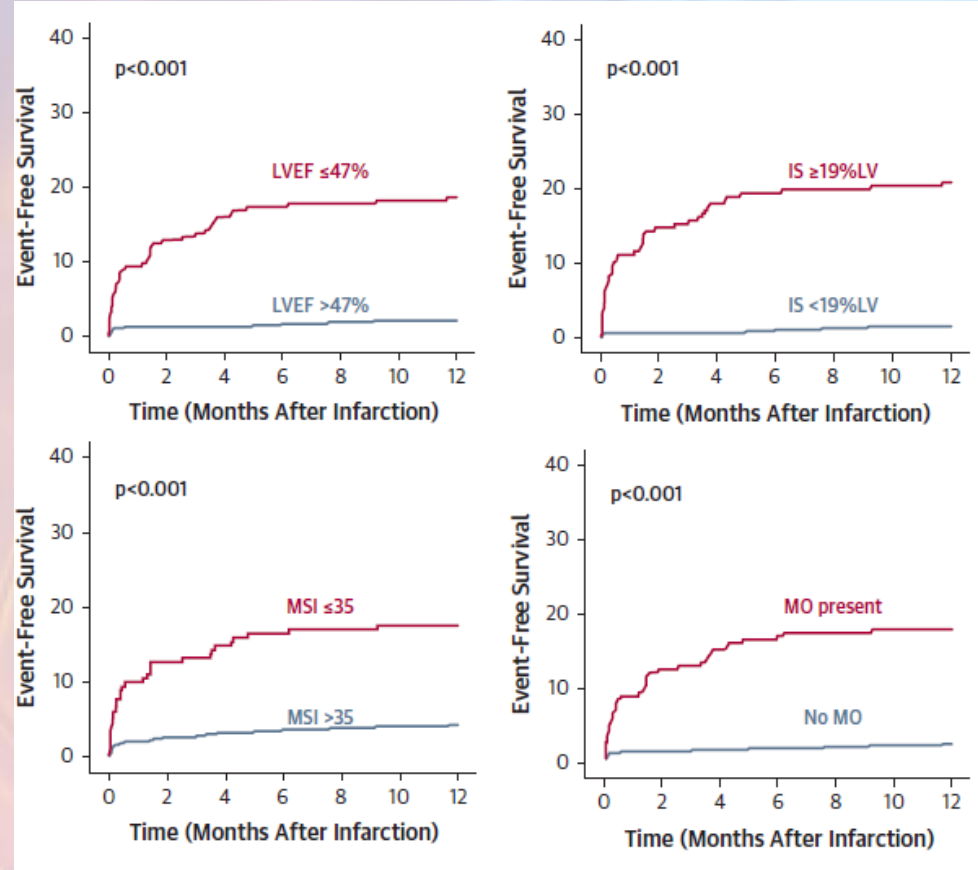 40
p<0.001
30
LVEF ≤47%
20
10
LVEF >47%
0
0 2 4 6 8 10 12
Event-Free Survival
Time (Months After Infarction)
40
p<0.001
30
IS ≥19%LV
20
10
IS <19%LV
0
0 2 4 6 8 10 12
Event-Free Survival
Time (Months After Infarction)
40
p<0.001
30
20
MSI ≤35
10
MSI >35
0
0 2 4 6 8 10 12
Event-Free Survival
Time (Months After Infarction)
40
p<0.001
30
20
MO present
10
No MO
0
0 2 4 6 8 10 12
Event-Free Survival
Time (Months After Infarction)